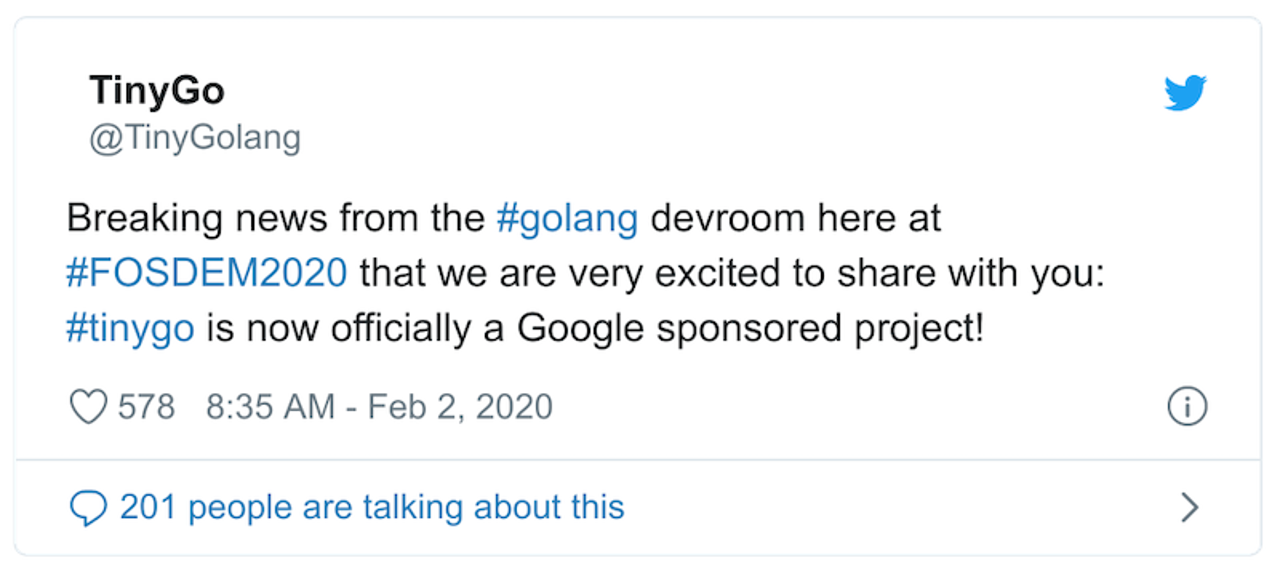 TinyGo
@TinyGolang
Breaking news from the #golang devroom here at
#FOSDEM2020 that we are very excited to share with you:
#tinygo is now officially a Google sponsored project!
578 8:35 AM - Feb 2, 2020
201 people are talking about this